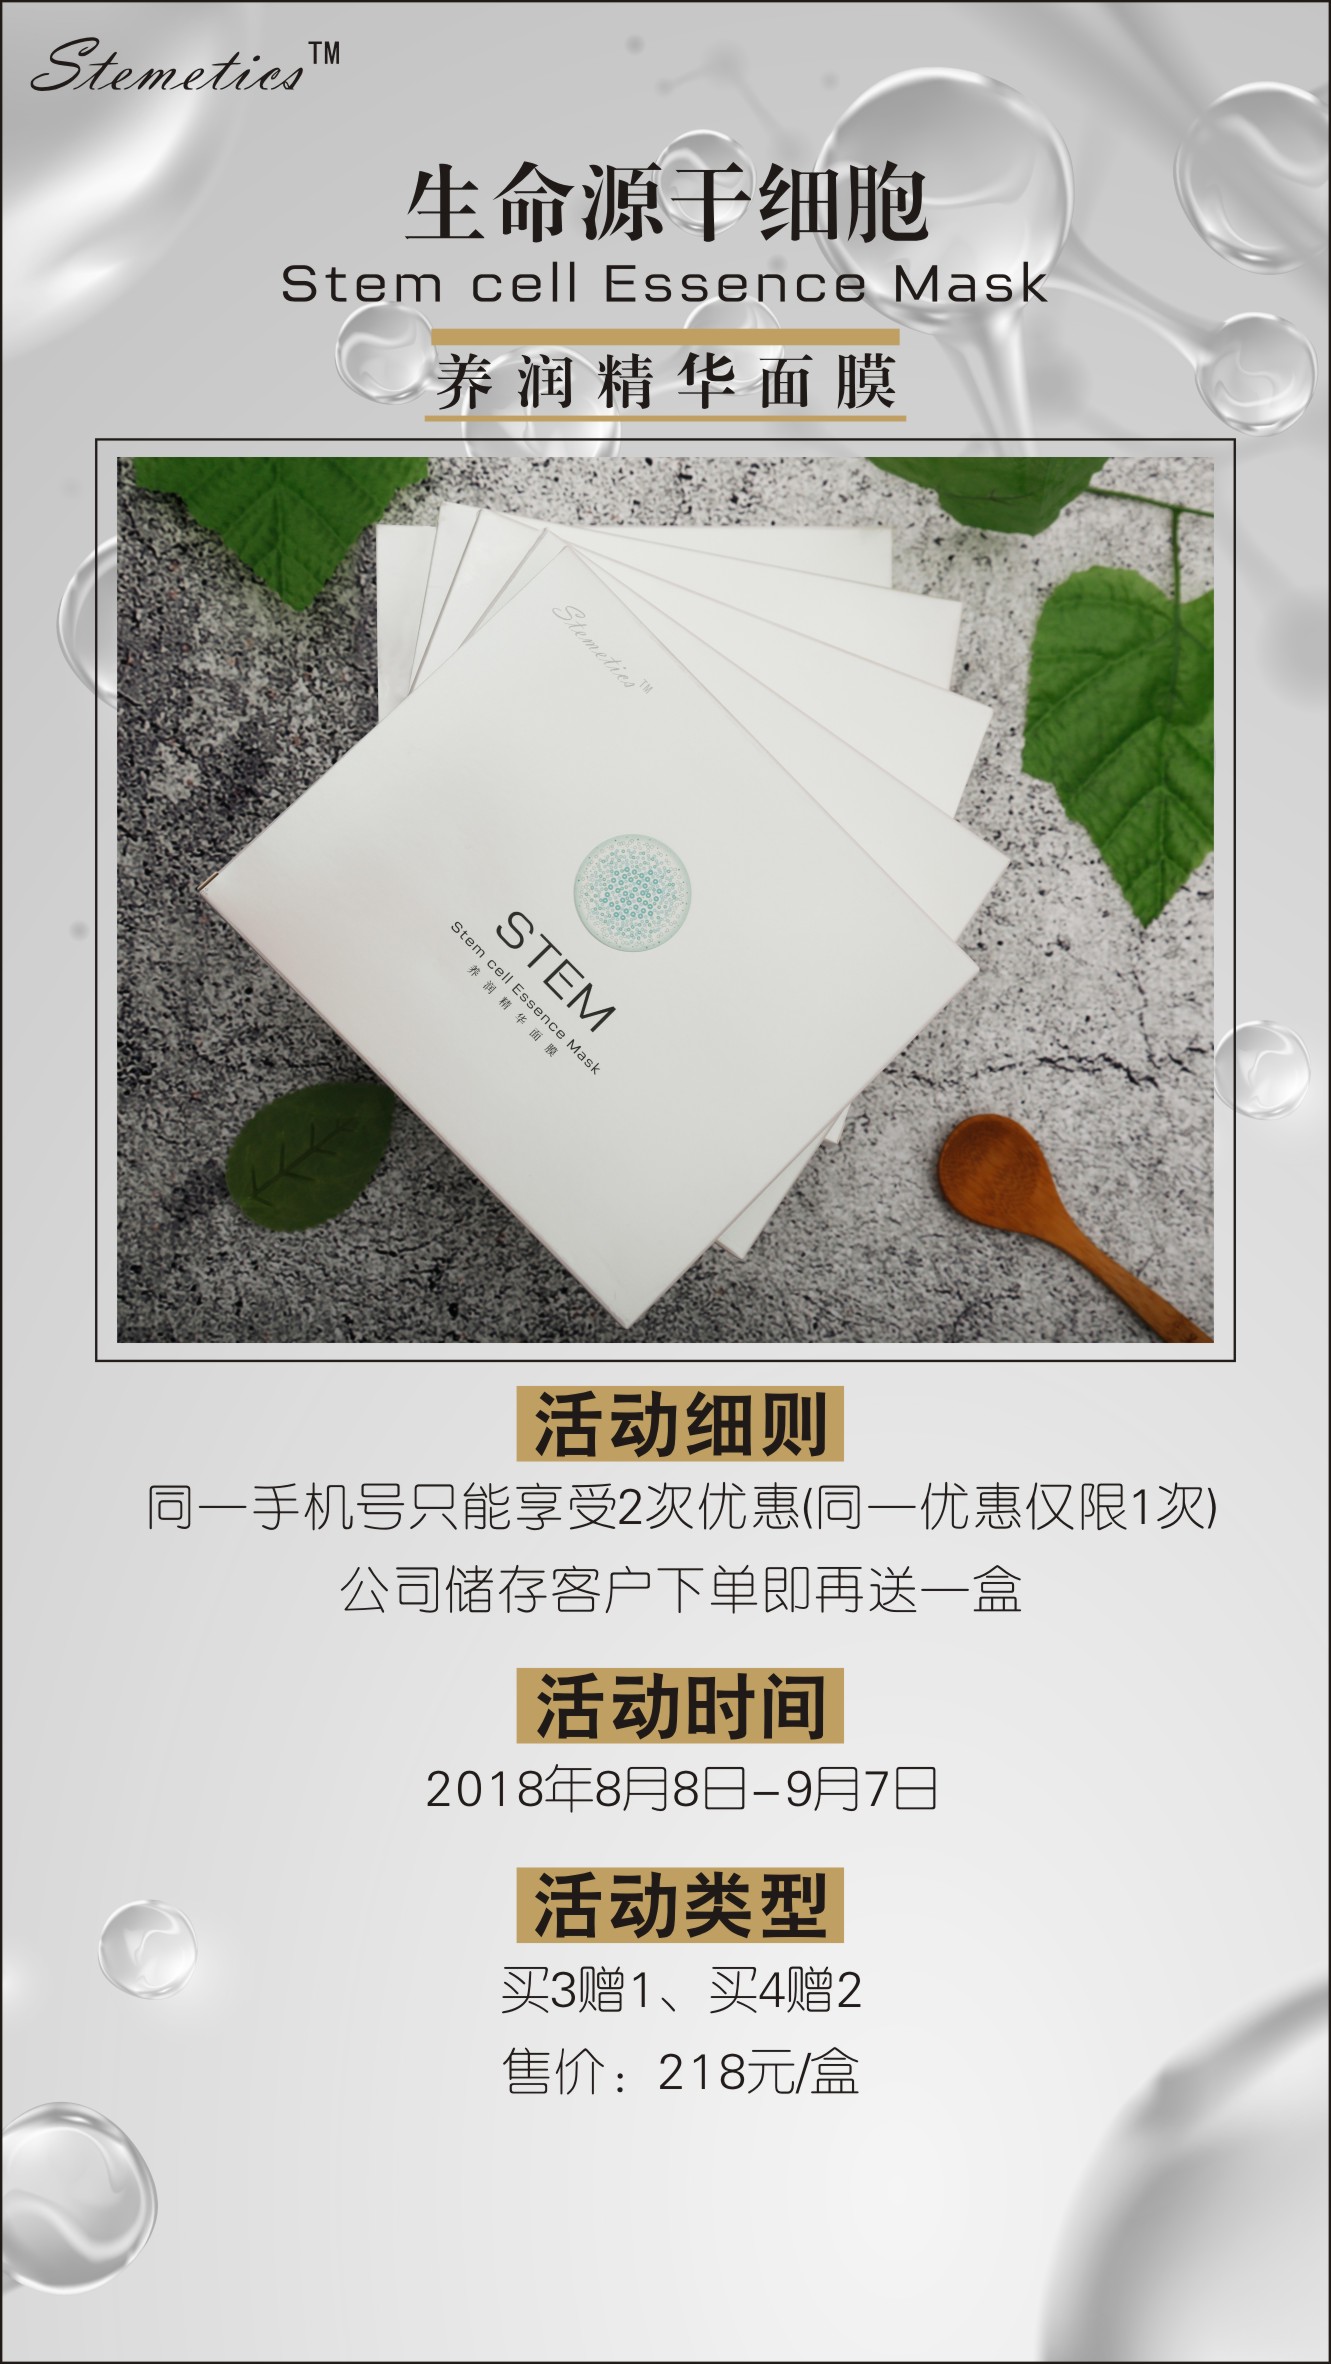 Stemetics™
生命源干细胞
Stem cell Essence Mask
养润精华面膜
Stemetics™
STEM
Stem cell Essence Mask
养润精华面膜
活动细则
同一手机号只能享受2次优惠(同一优惠仅限1次)
公司储存客户下单即再送一盒
活动时间
2018年8月8日-9月7日
活动类型
买3赠1、买4赠2
售价：218元/盒